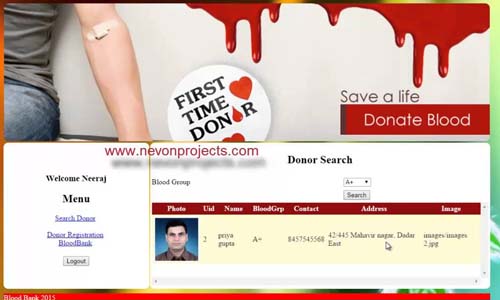 FIRST
TIME
DONOR
Save a life
Donate Blood
www.nevonprojects.com
Welcome Neeraj
Menu
Search Donor
Donor Registration
BloodBank
Logout
Donor Search
Blood Group
A+
Search
Photo Uid Name BloodGrp Contact Address Image
2 priya gupta A+ 8457545568 42/445 Mahavir nagar, Dadar East images/images 2.jpg
Blood Bank 2015